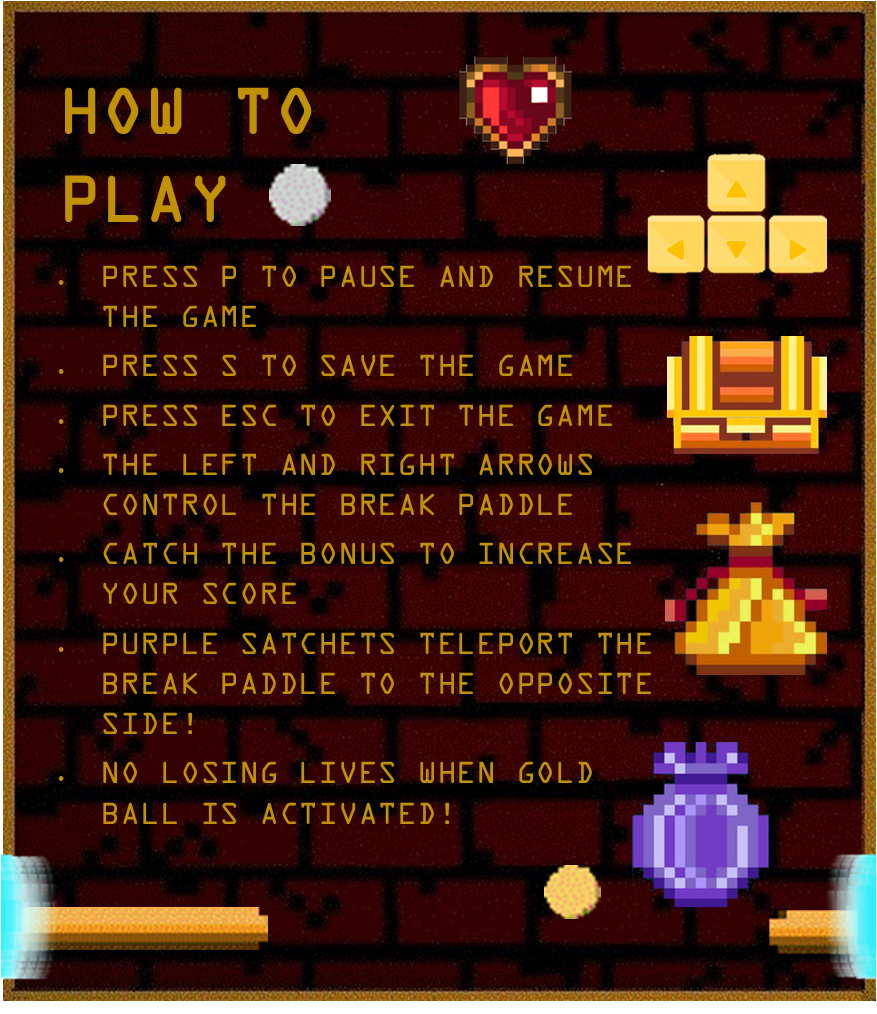 HOW TO
PLAY
. PRESS P TO PAUSE AND RESUME
THE GAME
. PRESS S TO SAVE THE GAME
. PRESS ESC TO EXIT THE GAME
. THE LEFT AND RIGHT ARROWS
CONTROL THE BREAK PADDLE
. CATCH THE BONUS TO INCREASE
YOUR SCORE
. PURPLE SATCHETS TELEPORT THE
BREAK PADDLE TO THE OPPOSITE
SIDE!
. NO LOSING LIVES WHEN GOLD
BALL IS ACTIVATED!